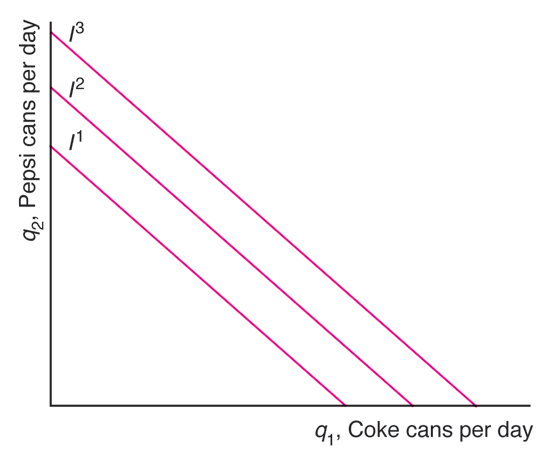 I³
I²
I¹
q₂, Pepsi cans per day
q₁, Coke cans per day